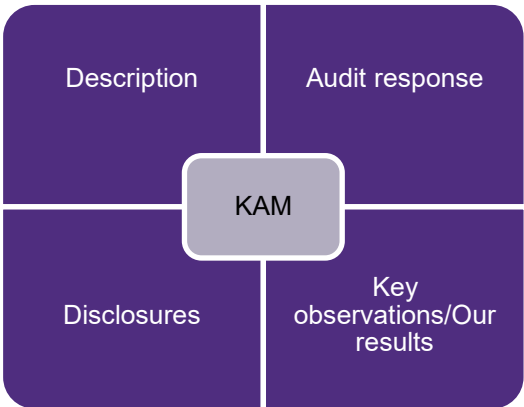 Description
Audit response
KAM
Disclosures
Key
observations/Our
results